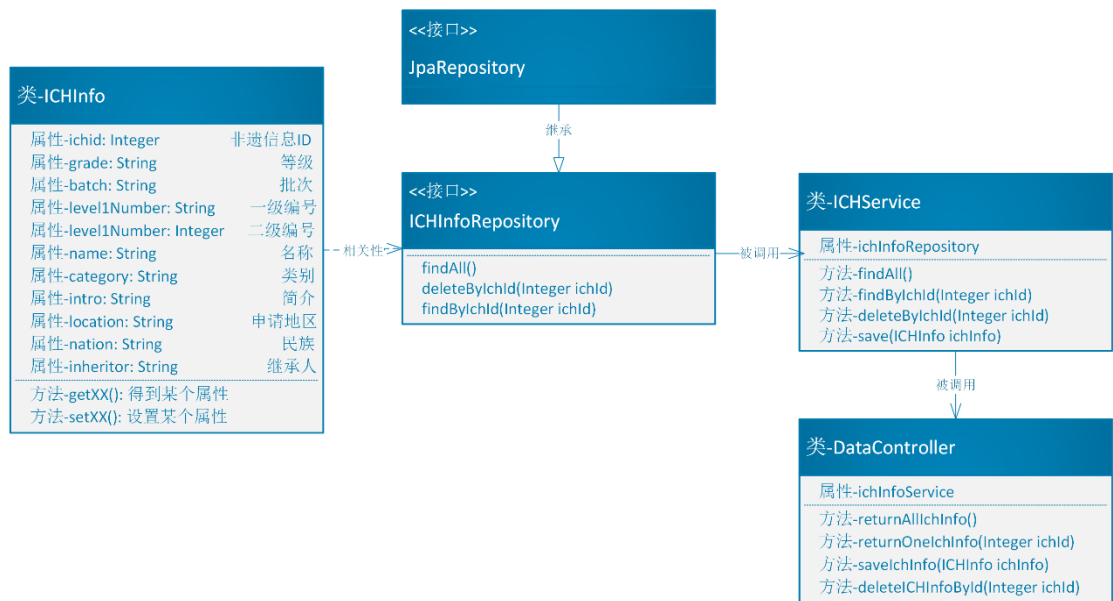 <<接口>>
JpaRepository
继承
类-ICHInfo
属性-ichid: Integer 非遗信息ID
属性-grade: String 等级
属性-batch: String 批次
属性-level1Number: String 一级编号
属性-level1Number: Integer 二级编号
属性-name: String 名称
属性-category: String 类别
属性-intro: String 简介
属性-location: String 申请地区
属性-nation: String 民族
属性-inheritor: String 继承人
方法-getXX(): 得到某个属性
方法-setXX(): 设置某个属性
相关性
<<接口>>
ICHInfoRepository
findAll()
deleteByIchId(Integer ichId)
findByIchId(Integer ichId)
被调用
类-ICHService
属性-ichInfoRepository
方法-findAll()
方法-findByIchId(Integer ichId)
方法-deleteByIchId(Integer ichId)
方法-save(ICHInfo ichInfo)
被调用
类-DataController
属性-ichInfoService
方法-returnAllIchInfo()
方法-returnOneIchInfo(Integer ichId)
方法-saveIchInfo(ICHInfo ichInfo)
方法-deleteICHInfoById(Integer ichId)